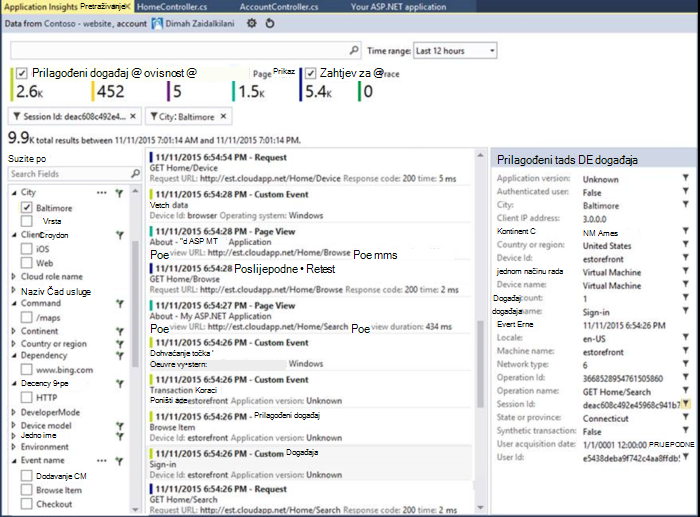 Application Insights Pretraživanje HomeController.cs AccountController.cs Your ASP.NET application
Data from Contoso - website, account Dimah Zaidalkilani
Time range: Last 12 hours
Prilagođeni događaj @ ovisnost @ Page Prikaz Zahtjev za @race
2.6K 452 5 1.5K 5.4K 0
Session Id: deac608c492e4... City: Baltimore
9.9K total results between 11/11/2015 7:01:14 AM and 11/11/2015 7:01:14 PM.
Suzite po
Search Fields
City ...
Baltimore
Vrsta
ClienCroydon
iOS
Web
Cloud role name
Naziv Čad usluge
Command
/maps
Continent
Country or region
Dependency
www.bing.com
Decency 9•pe
HTTP
DeveloperMode
Device model
Jedno ime
Environment
Event name ...
Dodavanje CM
Browse Item
Checkout
11/11/2015 6:54:54 PM - Request
GET Home/Device
Request URL: http://est.cloudapp.net/Home/Device Response code: 200 time: 5 ms
11/11/2015 6:54:28 PM - Custom Event
Vetch data
Device Id: browser Operating system: Windows
11/11/2015 6:54:28 PM - Page View
About - "d ASP MT Application
Poe view URL: http://est.cloudapp.net/Home/Browse Poe mms
11/11/2015 6:54:28 Poslijepodne • Retest
GET Home/Browse
Request URL: http://est.cloudapp.net/Home/Browse Response code: 200 time: 2 ms
11/11/2015 6:54:27 PM - Page View
About - My ASP.NET Application
Poe view URL: http://est.cloudapp.net/Home/Search Poe view duration: 434 ms
11/11/2015 6:54:26 PM - Custom Event
Dohvaćanje točka '
Oeuvre vy•stern: Windows
11/11/2015 6:54:26 PM - Custom Event
Transaction Koraci
Poništi ade estorefront Application version: Unknown
11/11/2015 6:54:26 PM - Prilagođeni događaj
Browse Item
Device Id: estorefront Application version: Unknown
11/11/2015 6:54:26 PM - Custom Događaja
Sign-in
Device Id: estorefront Application version: Unknown
11/11/2015 6:54:26 PM - Request
GET Home/Search
Request URL: http://est.cloudapp.net/Home/Search Response code: 200 time: 2 ms
Prilagođeni tads DE događaja
Application version: Unknown
Authenticated user: False
City: Baltimore
Client IP address: 3.0.0.0
Kontinent C NM Ames
Country or region: United States
Device Id: estorefront
jednom načinu rada Virtual Machine
Device name: Virtual Machine
Događaj count: 1
događaja name: Sign-in
Evert Erne 11/11/2015 6:54:26 PM
Locale: en-US
Machine name: estorefront
Network type: 6
Operation Id: 3668528954761505860
Operation name: GET Home/Search
Session Id: deac608c492e45968c941b7
State or province: Connecticut
Synthetic transaction: False
User acquisition date: 1/1/0001 12:00:00 PRIJEPODNE
User Id: e5438deba9f742c4aa8ffdb5